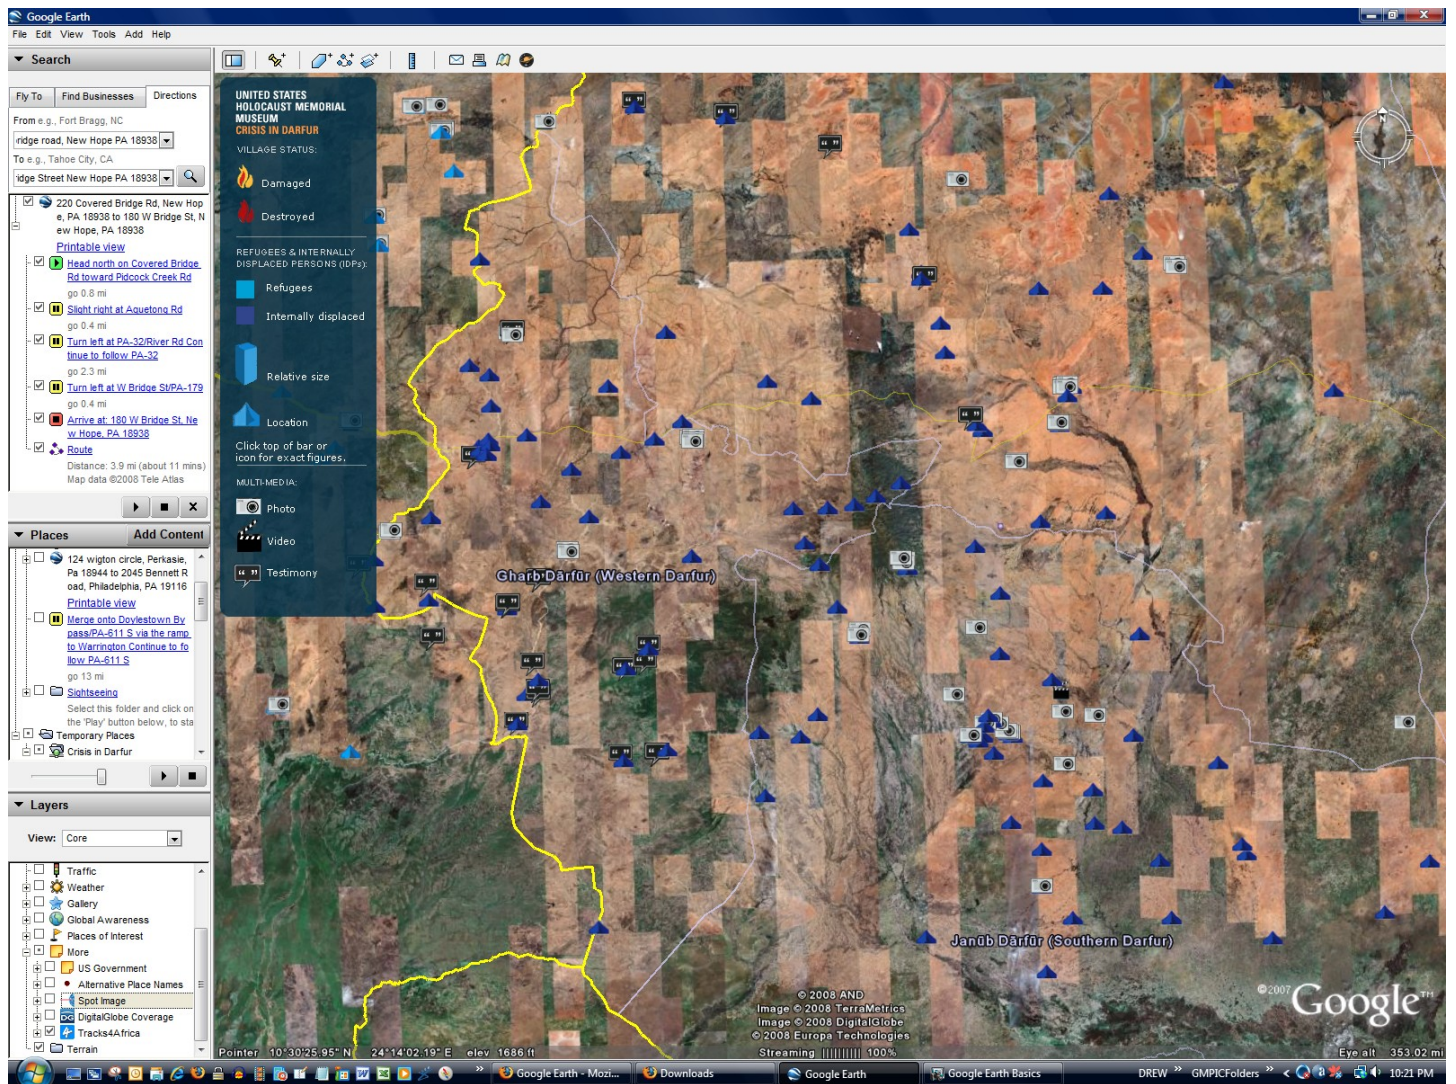 Google Earth
File Edit View Tools Add Help
Search
Fly To Find Businesses Directions
From e.g., Fort Bragg, NC
ridge road, New Hope PA 18938
To e.g., Tahoe City, CA
idge Street New Hope PA 18938
220 Covered Bridge Rd, New Hop
e, PA 18938 to 180 W Bridge St, N
ew Hope, PA 18938
Printable view
Head north on Covered Bridge
Rd toward Pidcock Creek Rd
go 0.8 mi
Slight right at Aquetong Rd
go 0.4 mi
Turn left at PA-32/River Rd Con
tinue to follow PA-32
go 2.3 mi
Turn left at W Bridge St/PA-179
go 0.4 mi
Arrive at: 180 W Bridge St, Ne
w Hope, PA 18938
Route
Distance: 3.9 mi (about 11 mins)
Map data ©2008 Tele Atlas
Places Add Content
124 wigton circle, Perkasie,
Pa 18944 to 2045 Bennett R
oad, Philadelphia, PA 19116
Printable view
Merge onto Doylestown By
pass/PA-611 S via the ramp
to Warrington Continue to fo
llow PA-611 S
go 13 mi
Sightseeing
Select this folder and click on
the 'Play' button below, to sta
Temporary Places
Crisis in Darfur
Layers
View: Core
Traffic
Weather
Gallery
Global Awareness
Places of Interest
More
US Government
Alternative Place Names
Spot Image
DigitalGlobe Coverage
Tracks4Africa
Terrain
UNITED STATES
HOLOCAUST MEMORIAL
MUSEUM
CRISIS IN DARFUR
VILLAGE STATUS:
Damaged
Destroyed
REFUGEES & INTERNALLY
DISPLACED PERSONS (IDPs):
Refugees
Internally displaced
Relative size
Location
Click top of bar or
icon for exact figures.
MULTI-MEDIA:
Photo
Video
Testimony
N
Gharb Dārfūr (Western Darfur)
Janūb Dārfūr (Southern Darfur)
© 2008 AND
Image © 2008 TerraMetrics
Image © 2008 DigitalGlobe
© 2008 Europa Technologies
©2007 Google™
Pointer 10°30'25.95" N 24°14'02.19" E elev 1686 ft
Streaming |||||||||| 100%
Eye alt 353.02 mi
Google Earth - Mozi... Downloads Google Earth Google Earth Basics DREW GMPICFolders 10:21 PM